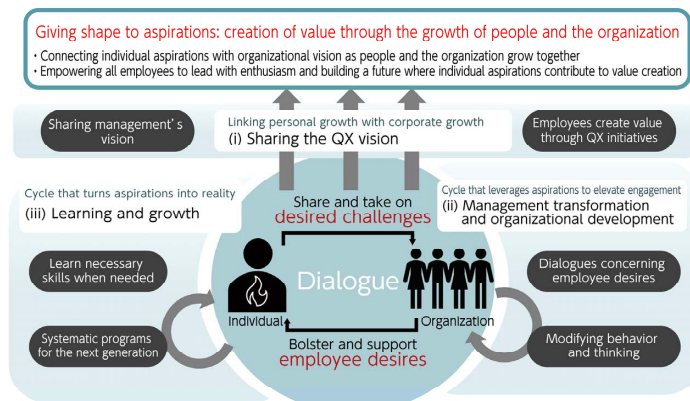 Giving shape to aspirations: creation of value through the growth of people and the organization
・Connecting individual aspirations with organizational vision as people and the organization grow together
・Empowering all employees to lead with enthusiasm and building a future where individual aspirations contribute to value creation
Sharing management's
vision
Linking personal growth with corporate growth
(i) Sharing the QX vision
Employees create value
through QX initiatives
Cycle that turns aspirations into reality
(iii) Learning and growth
Share and take on
desired challenges
Cycle that leverages aspirations to elevate engagement
(ii) Management transformation
and organizational development
Learn necessary
skills when needed
Dialogue
Dialogues concerning
employee desires
Individual
Organization
Systematic programs
for the next generation
Bolster and support
employee desires
Modifying behavior
and thinking